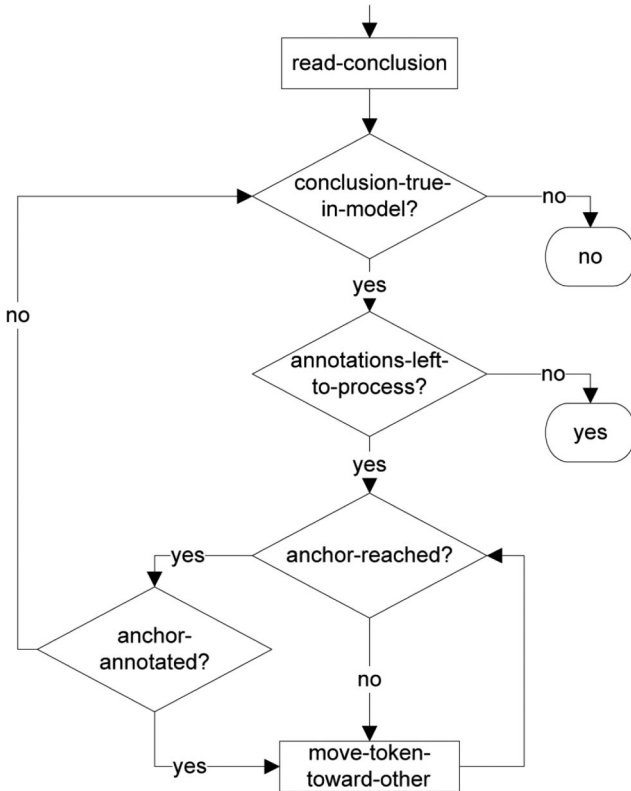 read-conclusion
conclusion-true-
in-model?
no
no
yes
no
annotations-left-
to-process?
no
yes
yes
anchor-reached?
yes
anchor-
annotated?
no
yes
move-token-
toward-other